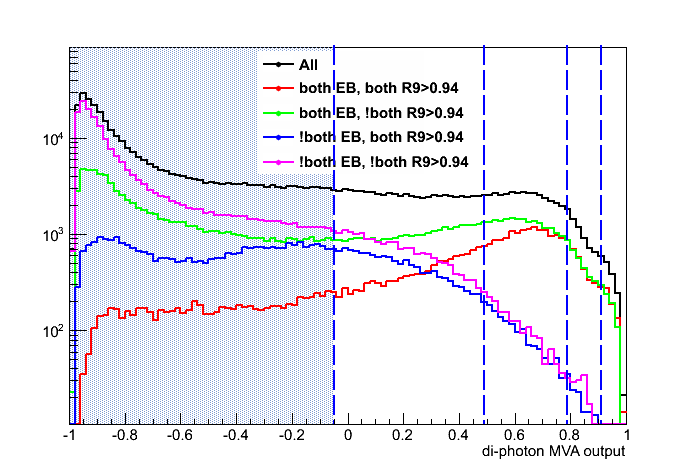 All
both EB, both R9>0.94
both EB, !both R9>0.94
!both EB, both R9>0.94
!both EB, !both R9>0.94
10⁴
10³
10²
-1 -0.8 -0.6 -0.4 -0.2 0 0.2 0.4 0.6 0.8 1
di-photon MVA output